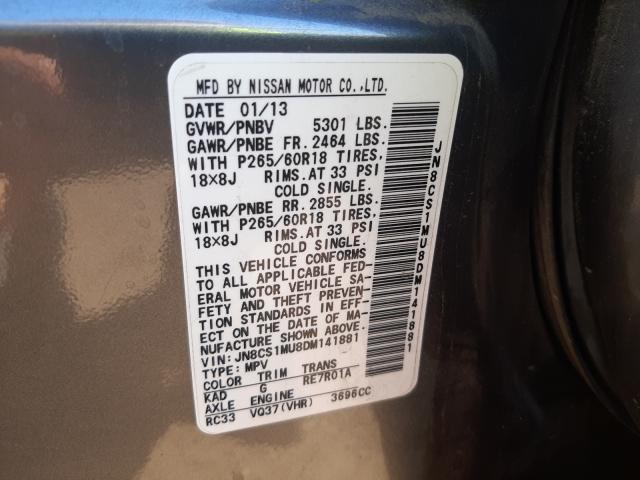 MFD BY NISSAN MOTOR CO.,LTD.
DATE 01/13
GVWR/PNBV 5301 LBS.
GAWR/PNBE FR. 2464 LBS.
WITH P265/60R18 TIRES,
18×8J RIMS. AT 33 PSI
COLD SINGLE.
GAWR/PNBE RR. 2855 LBS.
WITH P265/60R18 TIRES,
18×8J RIMS. AT 33 PSI
COLD SINGLE.
THIS VEHICLE CONFORMS
TO ALL APPLICABLE FED-
ERAL MOTOR VEHICLE SA-
FETY AND THEFT PREVEN-
TION STANDARDS IN EFF-
ECT ON THE DATE OF MA-
NUFACTURE SHOWN ABOVE.
VIN: JN8CS1MU8DM141881
TYPE: MPV
COLOR TRIM TRANS
KAD G RE7R01A
AXLE ENGINE
RC33 VQ37(VHR) 3696CC
JN8CS1MU8DM141881